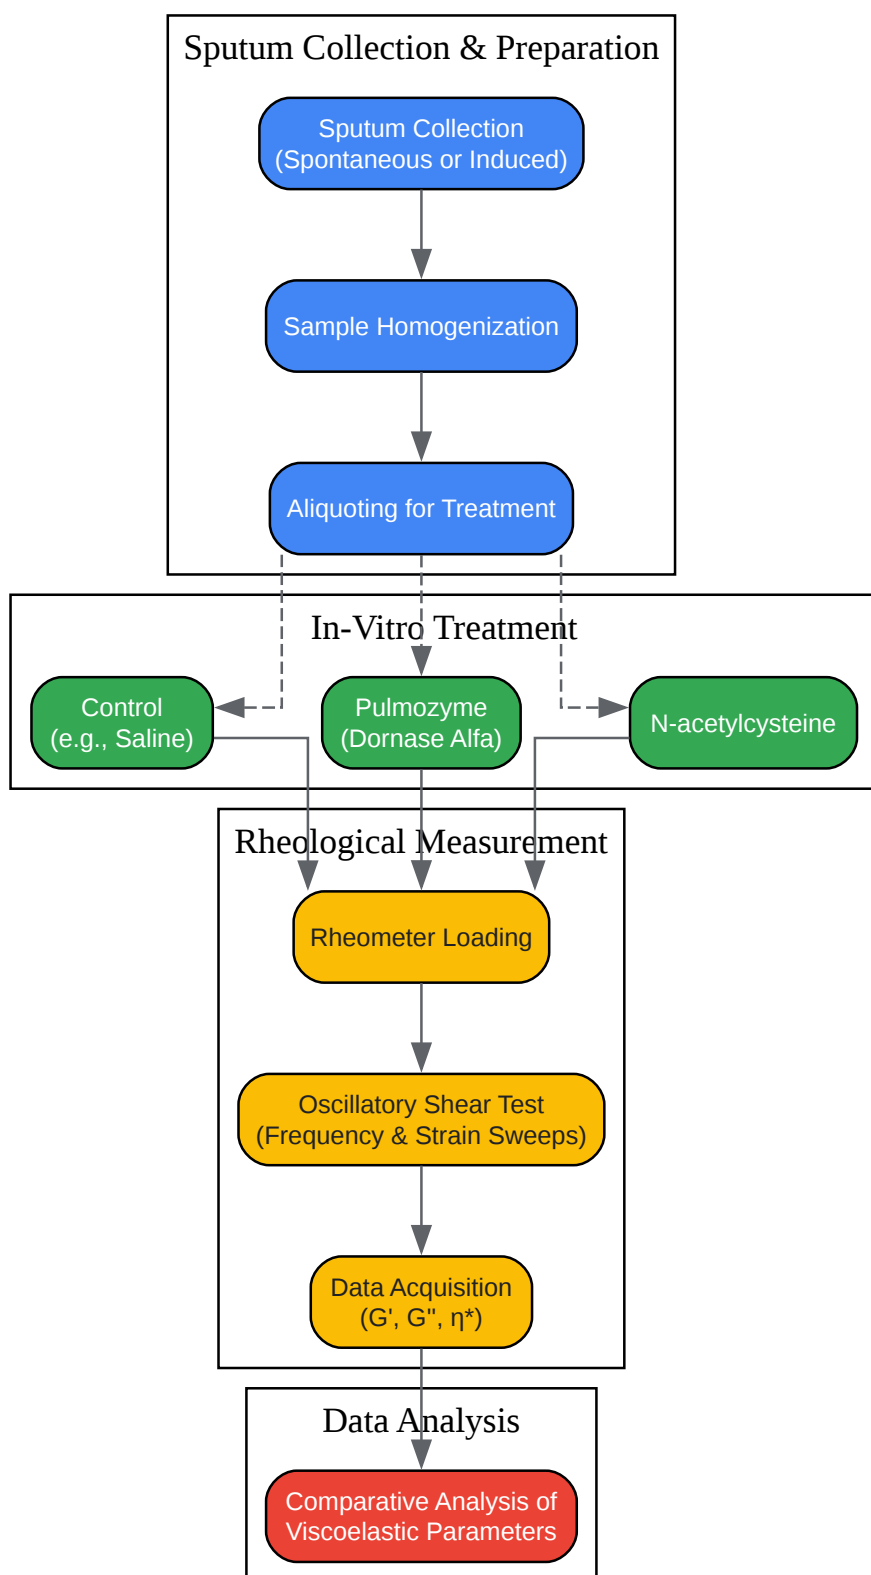 Sputum Collection & Preparation
Sputum Collection
(Spontaneous or Induced)
Sample Homogenization
Aliquoting for Treatment
In-Vitro Treatment
Control
(e.g., Saline)
Pulmozyme
(Dornase Alfa)
N-acetylcysteine
Rheological Measurement
Rheometer Loading
Oscillatory Shear Test
(Frequency & Strain Sweeps)
Data Acquisition
(G', G'', η*)
Data Analysis
Comparative Analysis of
Viscoelastic Parameters